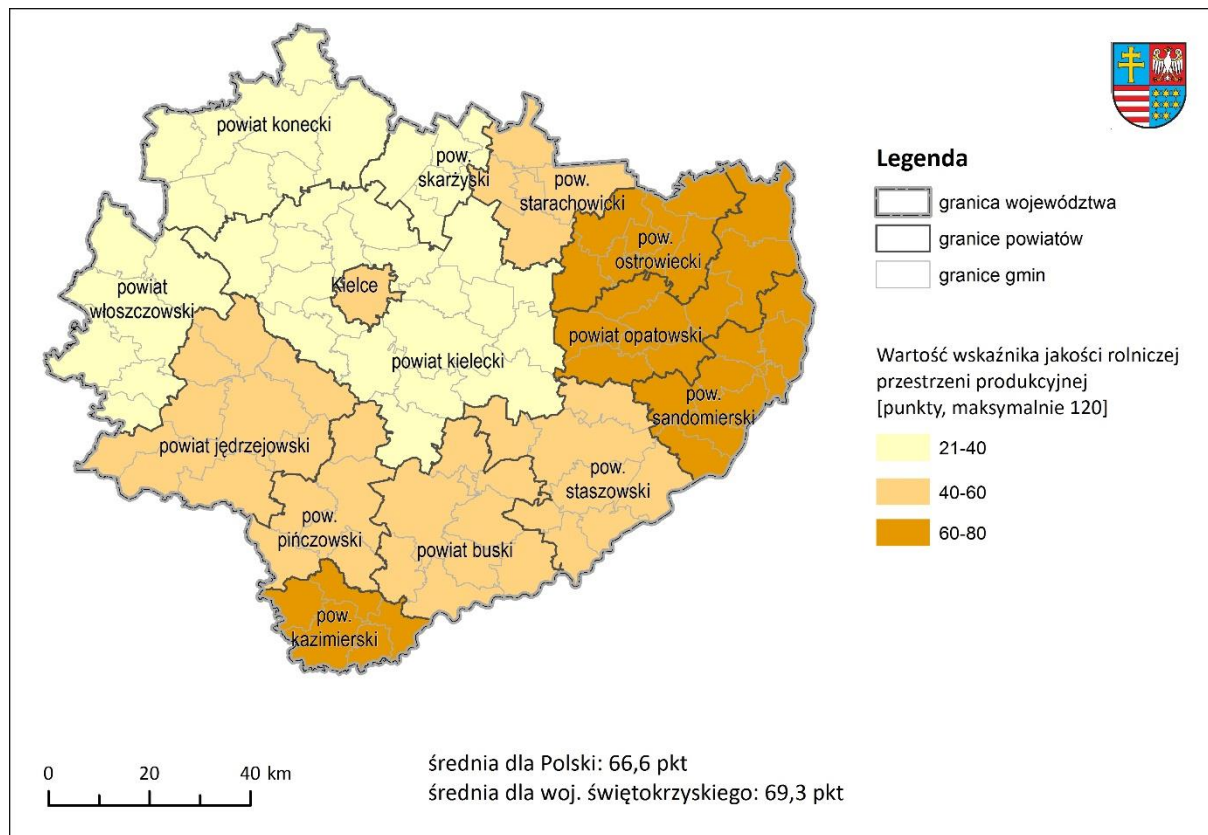 powiat konecki
pow.
skarżyski
pow.
starachowicki
pow.
ostrowiecki
powiat
włoszczowski
Kielce
powiat opatowski
powiat kielecki
pow.
sandomierski
powiat jędrzejowski
pow.
staszowski
pow.
pińczowski
powiat buski
pow.
kazimierski
Legenda
granica województwa
granice powiatów
granice gmin
Wartość wskaźnika jakości rolniczej
przestrzeni produkcyjnej
[punkty, maksymalnie 120]
21-40
40-60
60-80
0 20 40 km
średnia dla Polski: 66,6 pkt
średnia dla woj. świętokrzyskiego: 69,3 pkt